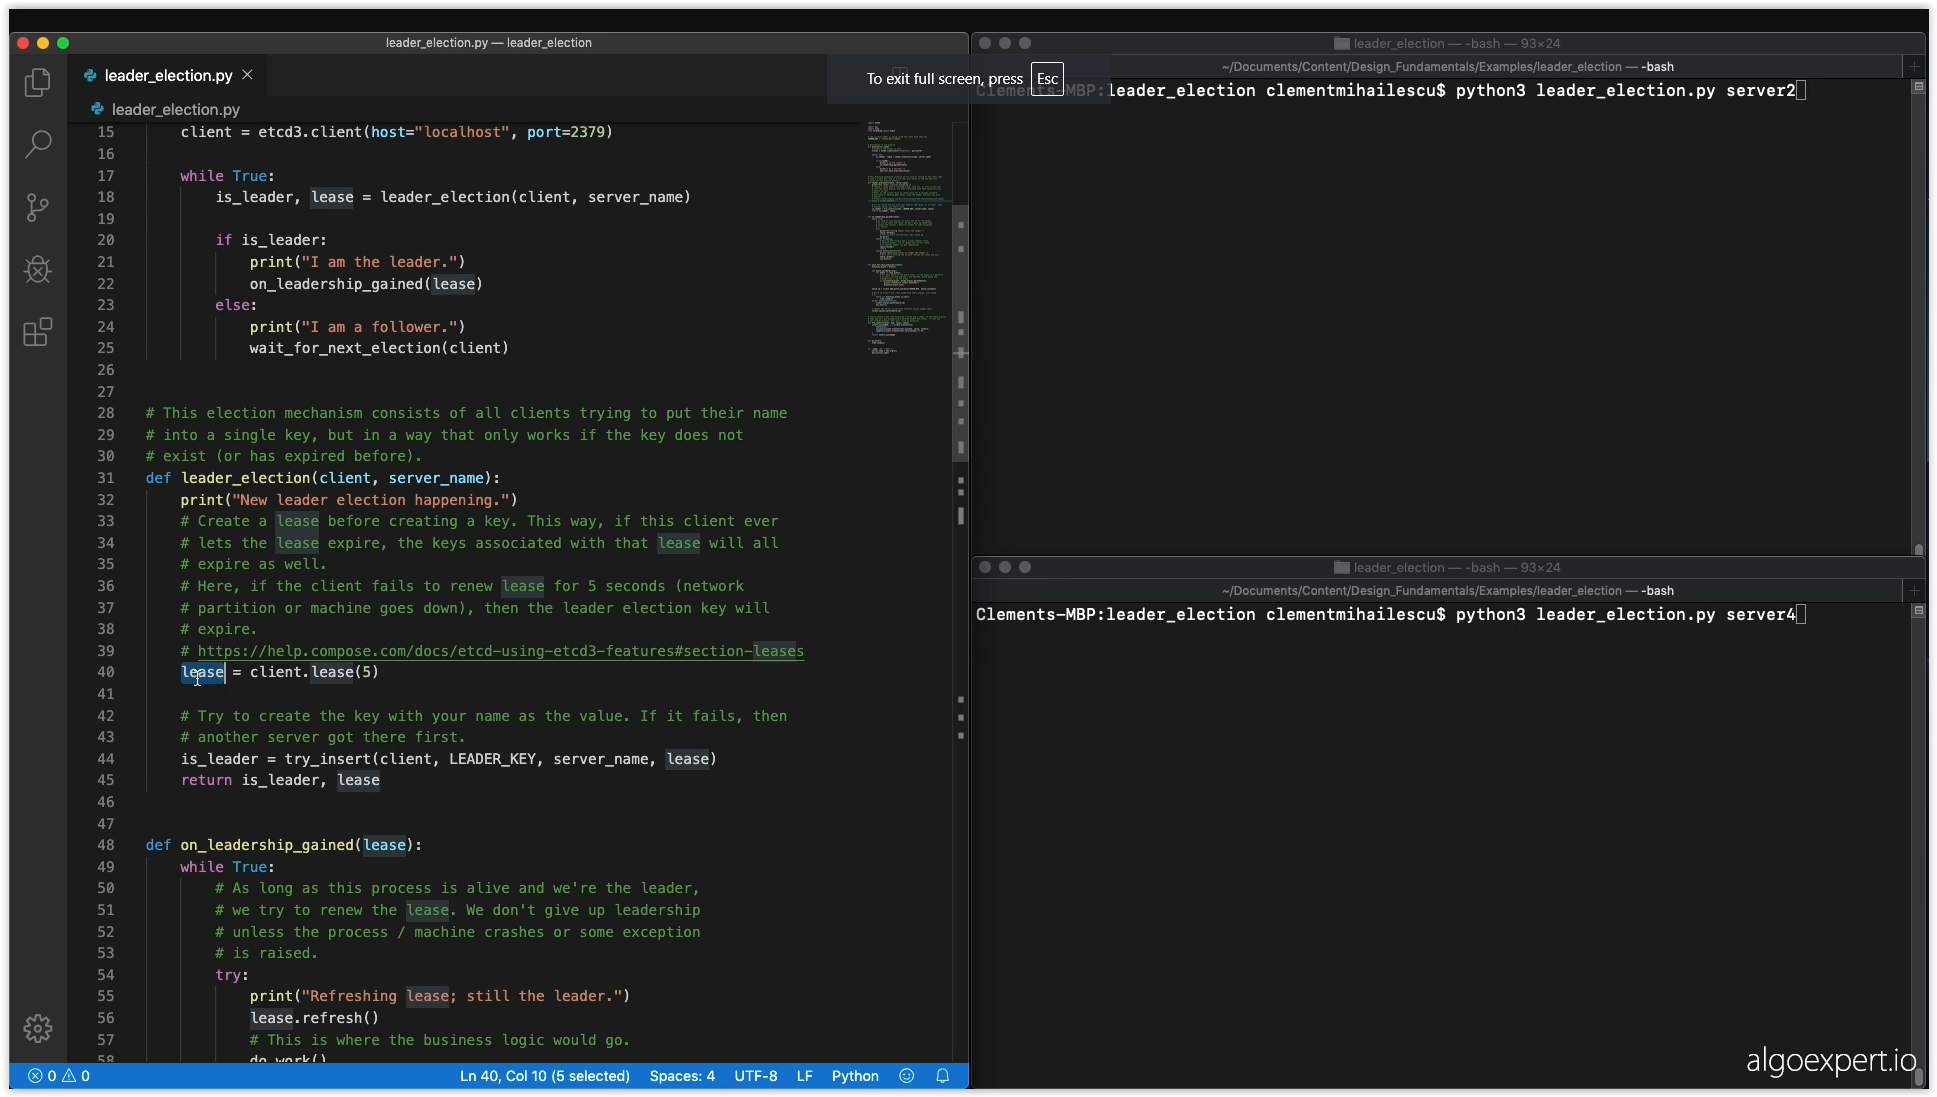 leader_election.py — leader_election
leader_election.py
leader_election.py
15 client = etcd3.client(host="localhost", port=2379)
16
17 while True:
18 is_leader, lease = leader_election(client, server_name)
19
20 if is_leader:
21 print("I am the leader.")
22 on_leadership_gained(lease)
23 else:
24 print("I am a follower.")
25 wait_for_next_election(client)
26
27
28 # This election mechanism consists of all clients trying to put their name
29 # into a single key, but in a way that only works if the key does not
30 # exist (or has expired before).
31 def leader_election(client, server_name):
32 print("New leader election happening.")
33 # Create a lease before creating a key. This way, if this client ever
34 # lets the lease expire, the keys associated with that lease will all
35 # expire as well.
36 # Here, if the client fails to renew lease for 5 seconds (network
37 # partition or machine goes down), then the leader election key will
38 # expire.
39 # https://help.compose.com/docs/etcd-using-etcd3-features#section-leases
40 lease = client.lease(5)
41
42 # Try to create the key with your name as the value. If it fails, then
43 # another server got there first.
44 is_leader = try_insert(client, LEADER_KEY, server_name, lease)
45 return is_leader, lease
46
47
48 def on_leadership_gained(lease):
49 while True:
50 # As long as this process is alive and we're the leader,
51 # we try to renew the lease. We don't give up leadership
52 # unless the process / machine crashes or some exception
53 # is raised.
54 try:
55 print("Refreshing lease; still the leader.")
56 lease.refresh()
57 # This is where the business logic would go.
58 do_work()
0 0 Ln 40, Col 10 (5 selected) Spaces: 4 UTF-8 LF Python
To exit full screen, press Esc
leader_election — -bash — 93×24
~/Documents/Content/Design_Fundamentals/Examples/leader_election — -bash
Clements-MBP:leader_election clementmihailescu$ python3 leader_election.py server2
leader_election — -bash — 93×24
~/Documents/Content/Design_Fundamentals/Examples/leader_election — -bash
Clements-MBP:leader_election clementmihailescu$ python3 leader_election.py server4
algoexpert.io